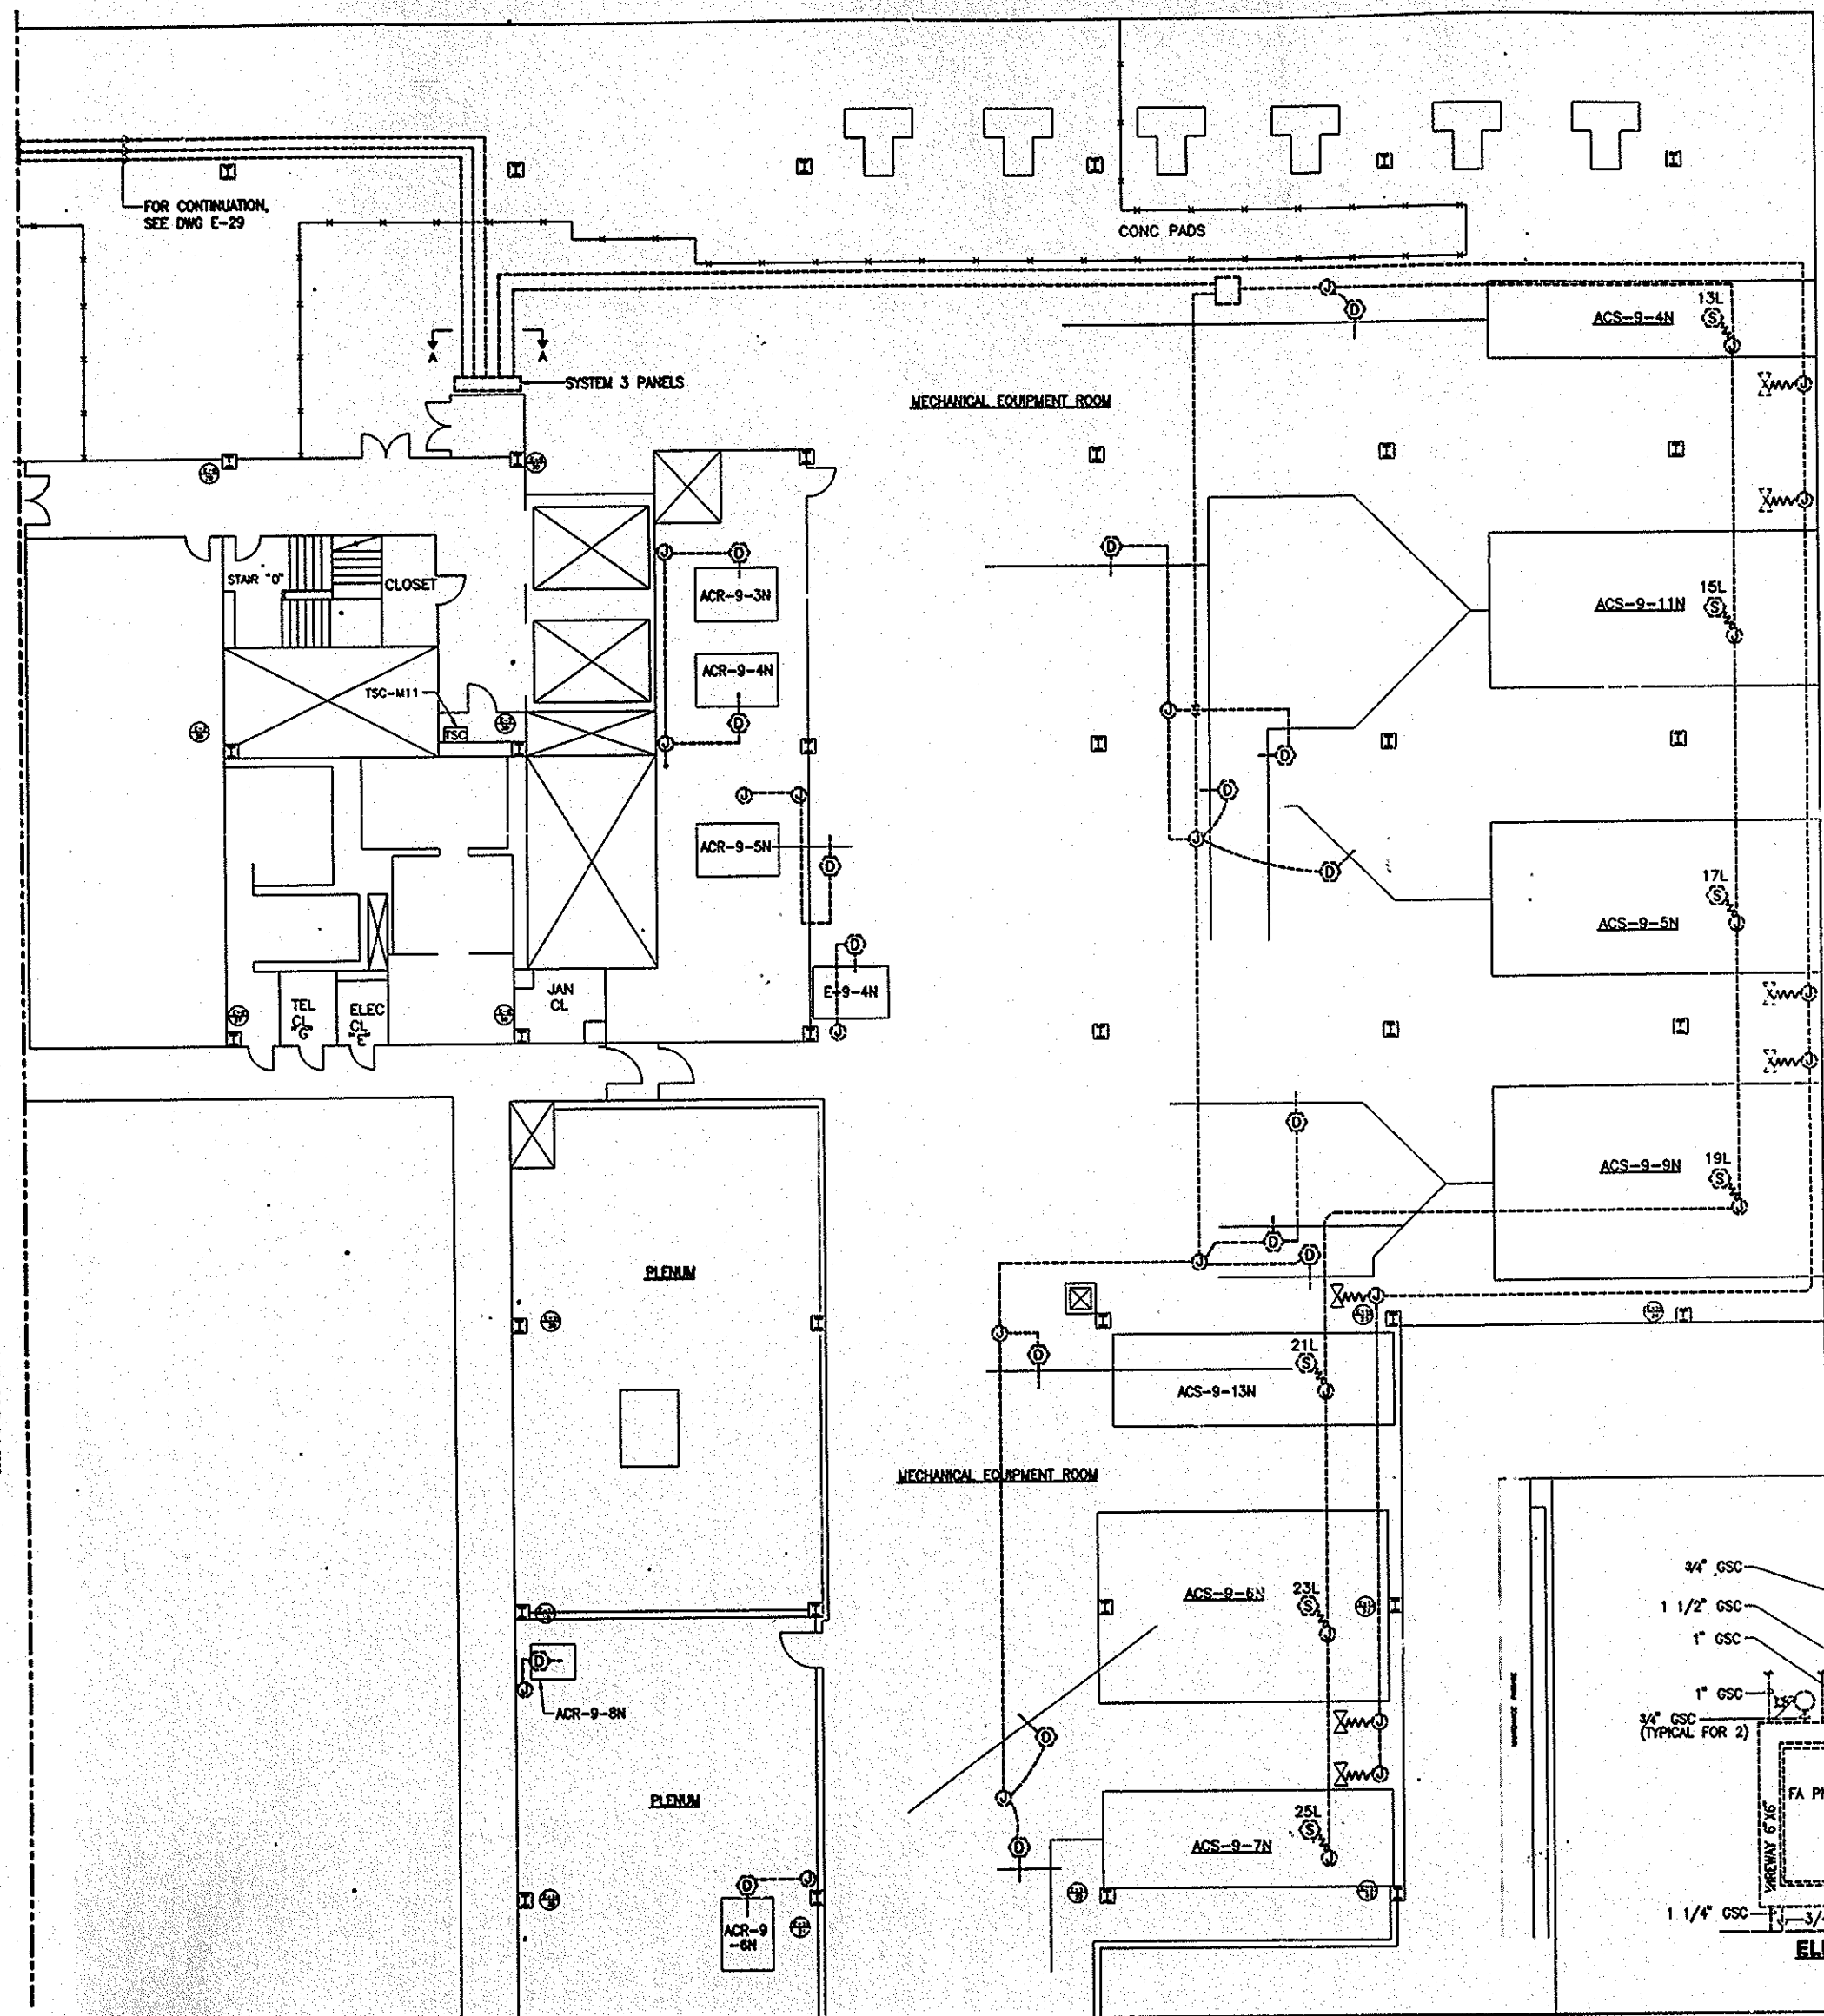 FOR CONTINUATION,
SEE DWG E-29
CONC PADS
A
A
SYSTEM 3 PANELS
MECHANICAL EQUIPMENT ROOM
13L
S
ACS-9-4N
J
D
J
J
J
STAIR "D"
CLOSET
J
D
ACR-9-3N
ACR-9-4N
D
J
TSC-M11
TSC
J
J
ACR-9-5N
D
D
E-9-4N
J
TEL
CL
"G"
ELEC
CL
"E"
JAN
CL
D
15L
S
ACS-9-11N
J
J
D
D
J
D
17L
S
ACS-9-5N
J
J
J
D
19L
S
ACS-9-9N
J
D
D
J
J
J
D
21L
S
J
ACS-9-13N
PLENUM
MECHANICAL EQUIPMENT ROOM
ACS-9-6N
23L
S
J
D
J
ACR-9-8N
D
J
J
J
PLENUM
D
25L
S
J
ACS-9-7N
D
J
ACR-9
-6N
3/4" GSC
1 1/2" GSC
1" GSC
1" GSC
3/4" GSC
(TYPICAL FOR 2)
WIREWAY 6"X6"
1 1/4" GSC